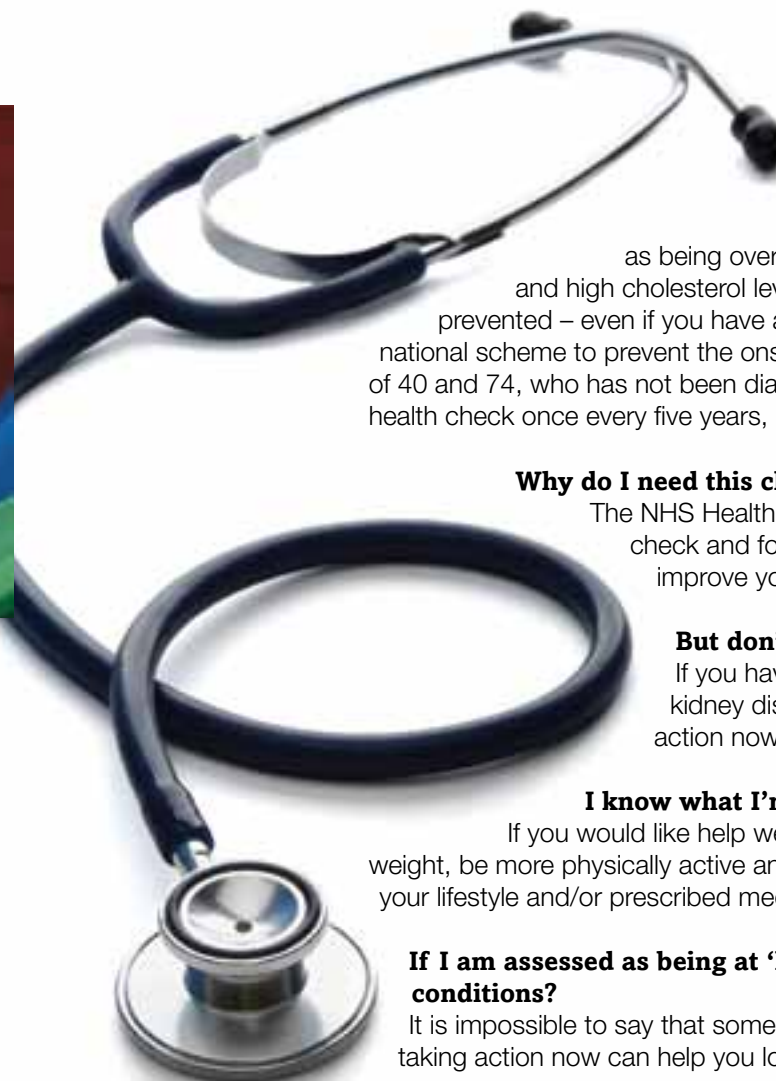 as being over
and high cholesterol lev
prevented – even if you have a
national scheme to prevent the ons
of 40 and 74, who has not been dia
health check once every five years,
Why do I need this ch
The NHS Health
check and fo
improve yo
But don’t
If you hav
kidney dis
action now
I know what I’m
If you would like help we
weight, be more physically active an
your lifestyle and/or prescribed med
If I am assessed as being at ‘
conditions?
It is impossible to say that some
taking action now can help you lo